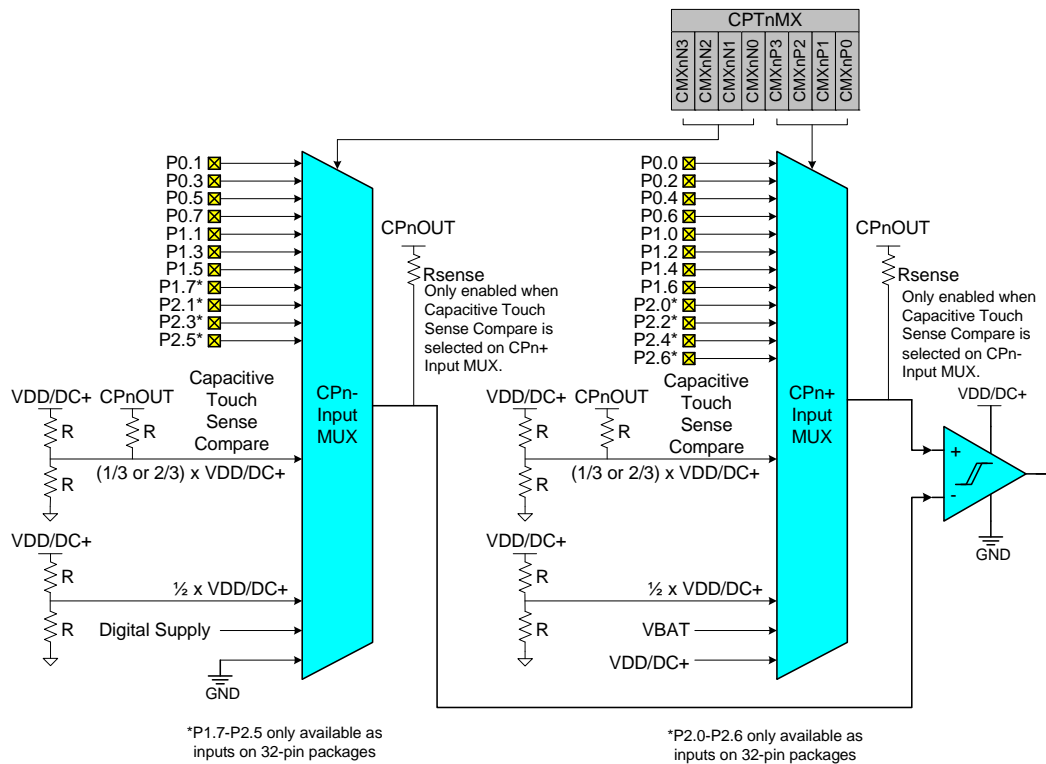 CPTnMX
CMXnN3
CMXnN2
CMXnN1
CMXnN0
CMXnP3
CMXnP2
CMXnP1
CMXnP0
P0.1
P0.3
P0.5
P0.7
P1.1
P1.3
P1.5
P1.7*
P2.1*
P2.3*
P2.5*
CPnOUT
Rsense
Only enabled when
Capacitive Touch
Sense Compare is
selected on CPn+
Input MUX.
VDD/DC+
CPnOUT
R
R
R
Capacitive
Touch
Sense
Compare
(1/3 or 2/3) x VDD/DC+
CPn-
Input
MUX
VDD/DC+
R
R
½ x VDD/DC+
Digital Supply
GND
*P1.7-P2.5 only available as
inputs on 32-pin packages
P0.0
P0.2
P0.4
P0.6
P1.0
P1.2
P1.4
P1.6
P2.0*
P2.2*
P2.4*
P2.6*
CPnOUT
Rsense
Only enabled when
Capacitive Touch
Sense Compare is
selected on CPn-
Input MUX.
VDD/DC+
CPnOUT
R
R
R
Capacitive
Touch
Sense
Compare
(1/3 or 2/3) x VDD/DC+
CPn+
Input
MUX
VDD/DC+
+
-
GND
VDD/DC+
R
R
½ x VDD/DC+
VBAT
VDD/DC+
*P2.0-P2.6 only available as
inputs on 32-pin packages